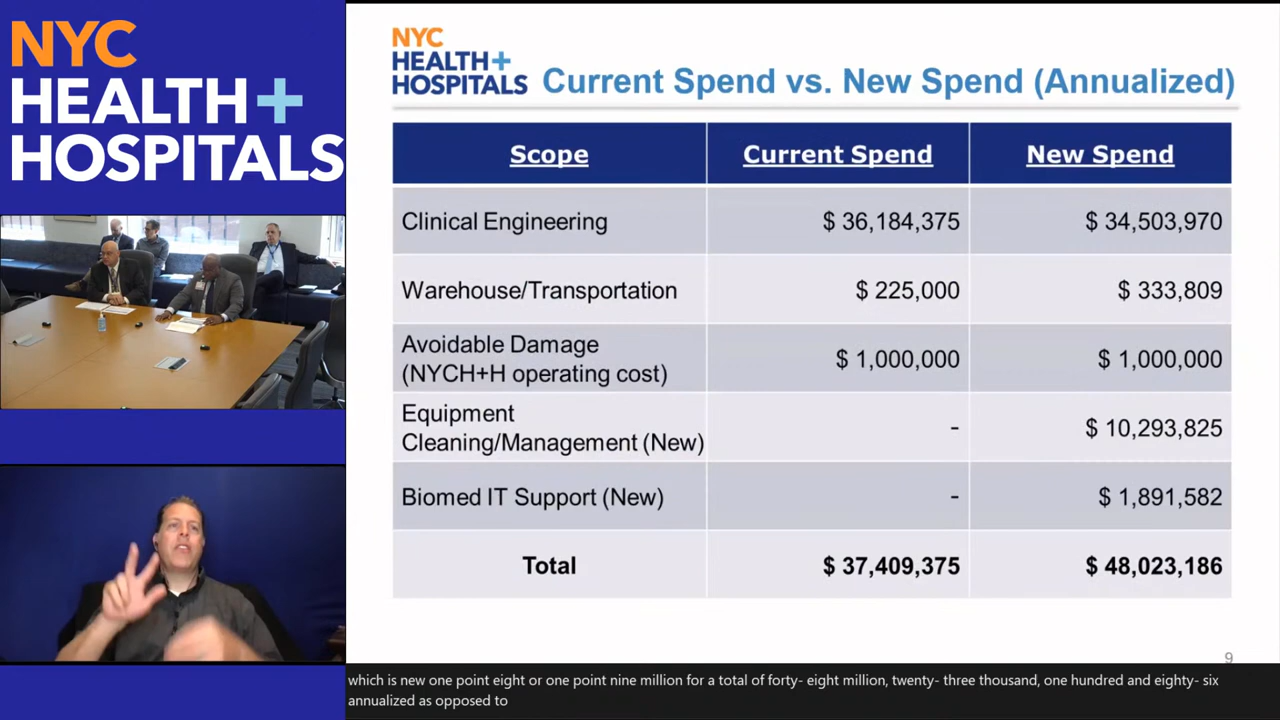 NYC
HEALTH+
HOSPITALS
NYC
HEALTH+
HOSPITALS
Current Spend vs. New Spend (Annualized)
Scope Current Spend New Spend
Clinical Engineering $ 36,184,375 $ 34,503,970
Warehouse/Transportation $ 225,000 $ 333,809
Avoidable Damage
(NYCH+H operating cost) $ 1,000,000 $ 1,000,000
Equipment
Cleaning/Management (New) - $ 10,293,825
Biomed IT Support (New) - $ 1,891,582
Total $ 37,409,375 $ 48,023,186
9
which is new one point eight or one point nine million for a total of forty- eight million, twenty- three thousand, one hundred and eighty- six
annualized as opposed to